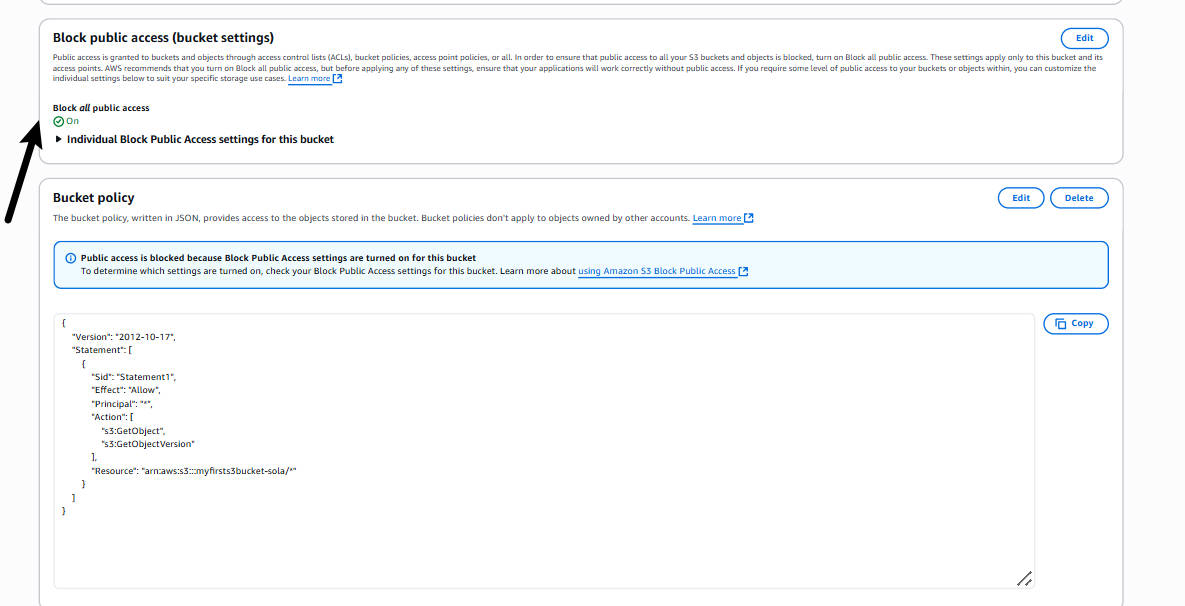 Block public access (bucket settings)
Edit
Public access is granted to buckets and objects through access control lists (ACLs), bucket policies, access point policies, or all. In order to ensure that public access to all your S3 buckets and objects is blocked, turn on Block all public access. These settings apply only to this bucket and its
access points. AWS recommends that you turn on Block all public access, but before applying any of these settings, ensure that your applications will work correctly without public access. If you require some level of public access to your buckets or objects within, you can customize the
individual settings below to suit your specific storage use cases. Learn more
Block all public access
On
Individual Block Public Access settings for this bucket
Bucket policy
Edit
Delete
The bucket policy, written in JSON, provides access to the objects stored in the bucket. Bucket policies don't apply to objects owned by other accounts. Learn more
Public access is blocked because Block Public Access settings are turned on for this bucket
To determine which settings are turned on, check your Block Public Access settings for this bucket. Learn more about using Amazon S3 Block Public Access
Copy
{
"Version": "2012-10-17",
"Statement": [
{
"Sid": "Statement1",
"Effect": "Allow",
"Principal": "*",
"Action": [
"s3:GetObject",
"s3:GetObjectVersion"
],
"Resource": "arn:aws:s3:::myfirsts3bucket-sola/*"
}
]
}